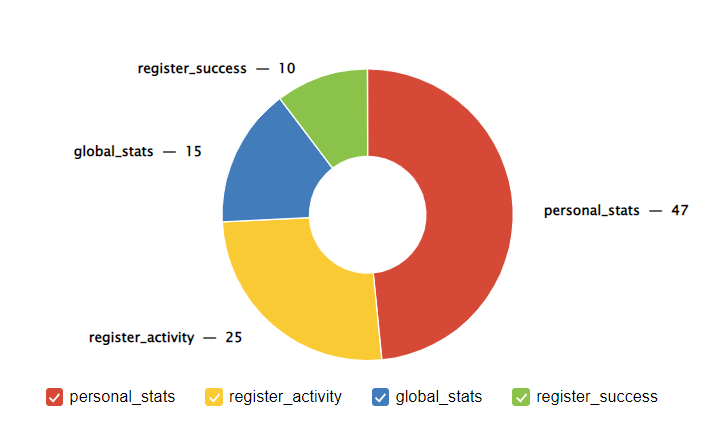 register_success — 10
global_stats — 15
personal_stats — 47
register_activity — 25
personal_stats register_activity global_stats register_success